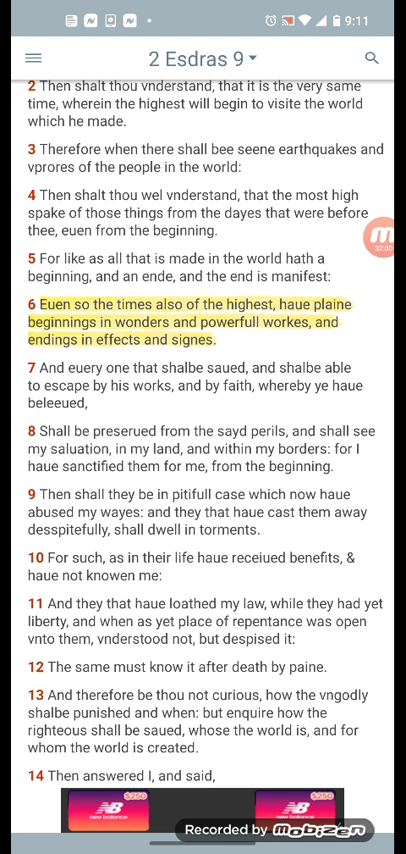 9:11
2 Esdras 9
2 Then shalt thou vnderstand, that it is the very same
time, wherein the highest will begin to visite the world
which he made.
3 Therefore when there shall bee seene earthquakes and
vprores of the people in the world:
4 Then shalt thou wel vnderstand, that the most high
spake of those things from the dayes that were before
thee, euen from the beginning.
32:00
5 For like as all that is made in the world hath a
beginning, and an ende, and the end is manifest:
6 Euen so the times also of the highest, haue plaine
beginnings in wonders and powerfull workes, and
endings in effects and signes.
7 And euery one that shalbe saued, and shalbe able
to escape by his works, and by faith, whereby ye haue
beleeued,
8 Shall be preserued from the sayd perils, and shall see
my saluation, in my land, and within my borders: for I
haue sanctified them for me, from the beginning.
9 Then shall they be in pitifull case which now haue
abused my wayes: and they that haue cast them away
desspitefully, shall dwell in torments.
10 For such, as in their life haue receiued benefits, &
haue not knowen me:
11 And they that haue loathed my law, while they had yet
liberty, and when as yet place of repentance was open
vnto them, vnderstood not, but despised it:
12 The same must know it after death by paine.
13 And therefore be thou not curious, how the vngodly
shalbe punished and when: but enquire how the
righteous shall be saued, whose the world is, and for
whom the world is created.
14 Then answered I, and said,
$250 $250
new balance new balance
Recorded by mobizen